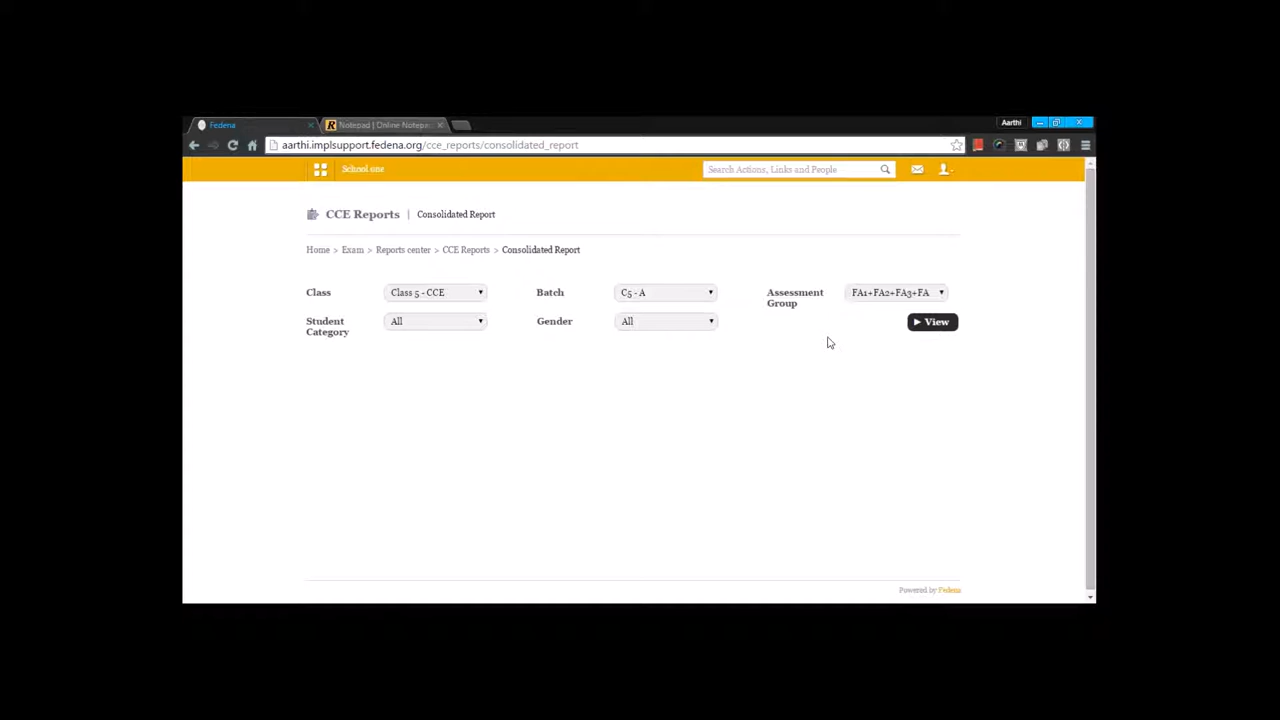 Fedena
Notepad | Online Notepa
Aarthi
aarthi.implsupport.fedena.org/cce_reports/consolidated_report
School one
Search Actions, Links and People
CCE Reports | Consolidated Report
Home > Exam > Reports center > CCE Reports > Consolidated Report
Class
Class 5 - CCE
Batch
C5 - A
Assessment
Group
FA1+FA2+FA3+FA
Student
Category
All
Gender
All
View
Powered by Fedena